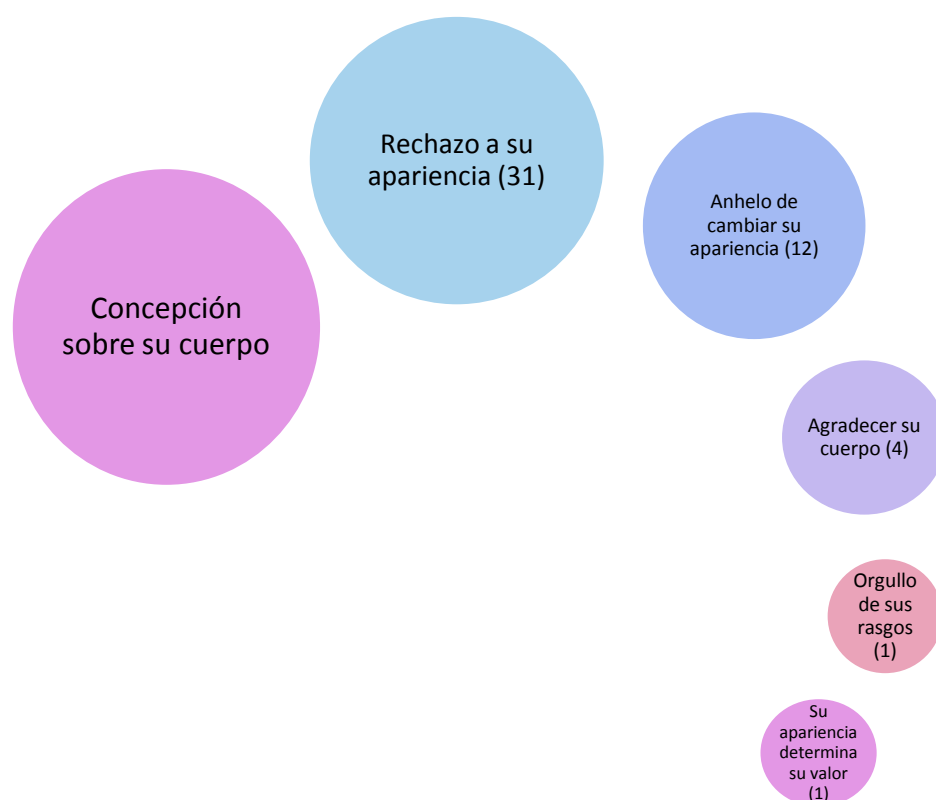 Concepción
sobre su cuerpo
Rechazo a su
apariencia (31)
Anhelo de
cambiar su
apariencia (12)
Agradecer su
cuerpo (4)
Orgullo
de sus
rasgos
(1)
Su
apariencia
determina
su valor
(1)